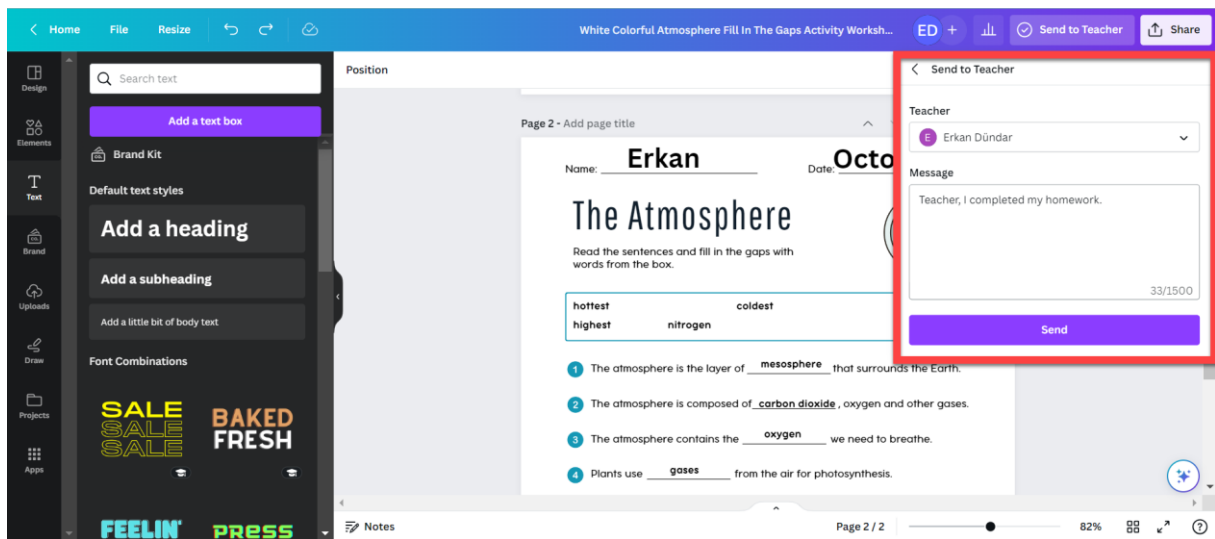 Home File Resize White Colorful Atmosphere Fill In The Gaps Activity Worksh... ED + Send to Teacher Share
Design
Elements
Text
Brand
Uploads
Draw
Projects
Apps
Search text
Add a text box
Brand Kit
Default text styles
Add a heading
Add a subheading
Add a little bit of body text
Font Combinations
SALE
SALE
SALE
BAKED
FRESH
FEELIN'
PRESS
Position
Page 2 - Add page title
Name: Erkan Date: Octo
The Atmosphere
Read the sentences and fill in the gaps with
words from the box.
hottest coldest
highest nitrogen
1 The atmosphere is the layer of mesosphere that surrounds the Earth.
2 The atmosphere is composed of carbon dioxide , oxygen and other gases.
3 The atmosphere contains the oxygen we need to breathe.
4 Plants use gases from the air for photosynthesis.
Send to Teacher
Teacher
E Erkan Dündar
Message
Teacher, I completed my homework.
33/1500
Send
Notes Page 2 / 2 82% ?